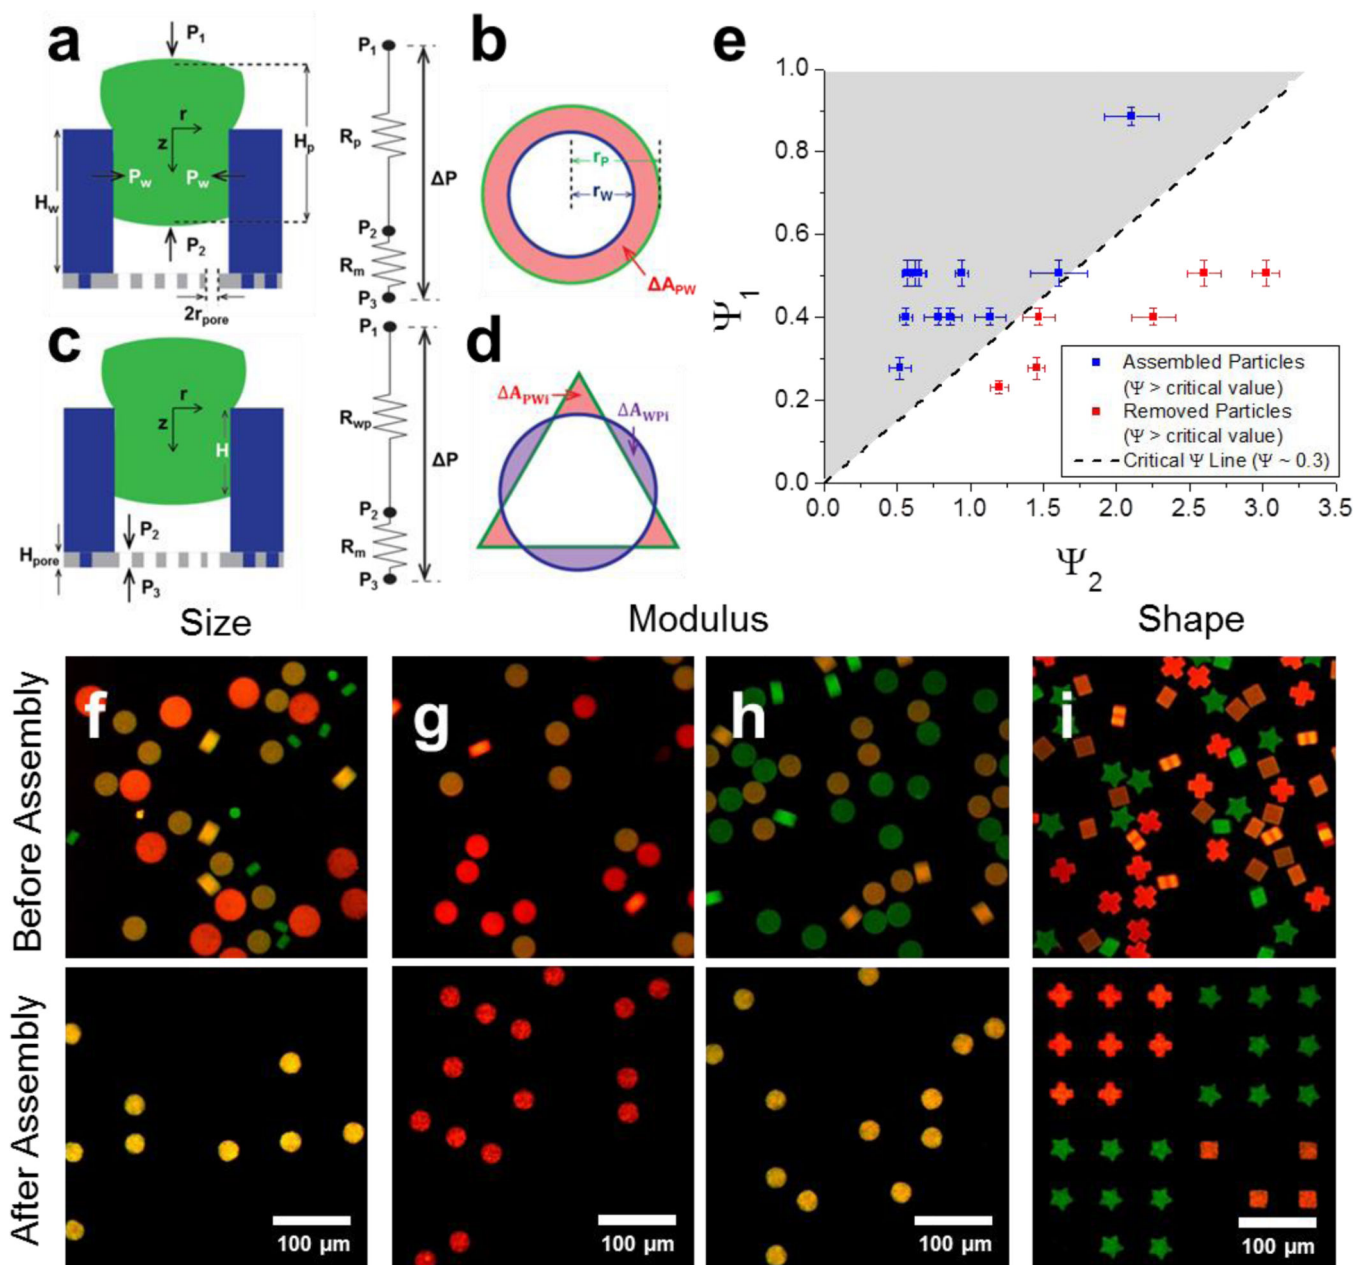 a
P1
r
z
Hp
Pw
Pw
Hw
P2
2rpore
P1
Rp
ΔP
P2
Rm
P3
b
rP
rW
ΔAPW
c
r
z
H
P2
Hpore
P3
P1
Rwp
ΔP
P2
Rm
P3
d
ΔAPWi
ΔAWPi
e
1.0
0.8
0.6
0.4
0.2
0.0
Ψ1
0.0 0.5 1.0 1.5 2.0 2.5 3.0 3.5
Ψ2
Assembled Particles
(Ψ > critical value)
Removed Particles
(Ψ > critical value)
Critical Ψ Line (Ψ ~ 0.3)
Size
Modulus
Shape
Before Assembly
f
g
h
i
After Assembly
100 μm
100 μm
100 μm
100 μm